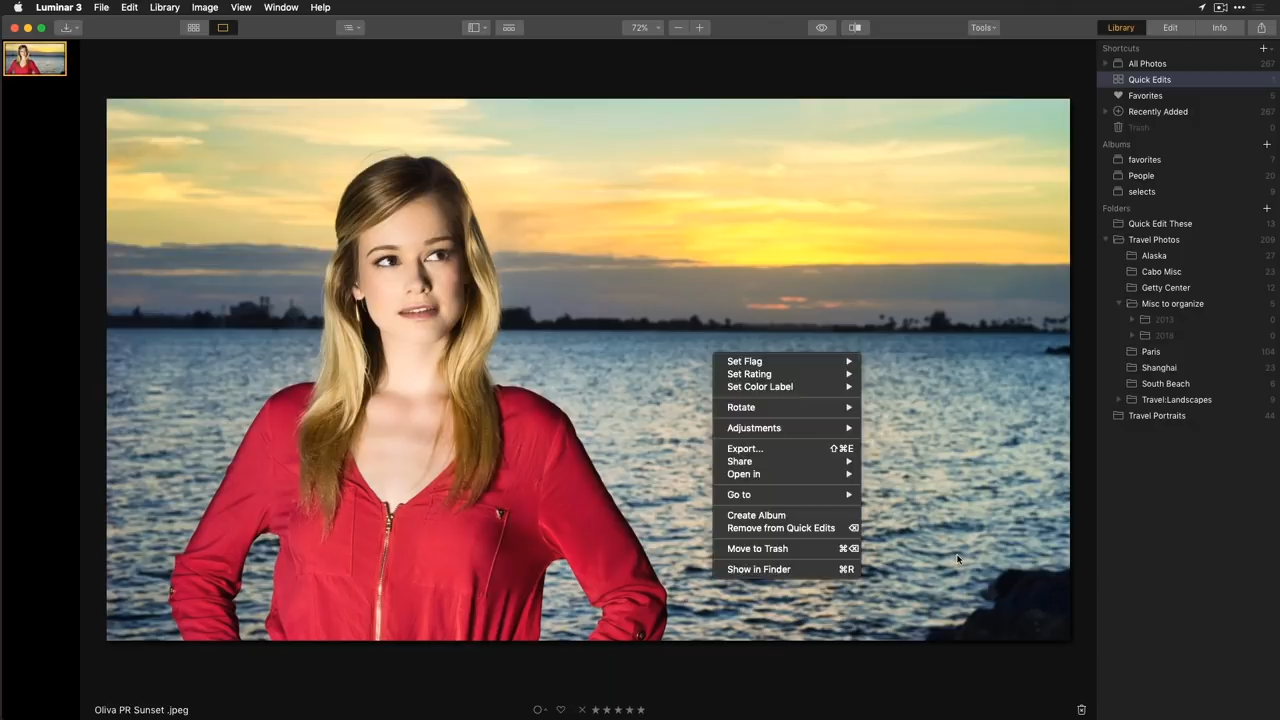 Luminar 3 File Edit Library Image View Window Help
72% Tools Library Edit Info
Shortcuts
All Photos 267
Quick Edits 1
Favorites 5
Recently Added 267
Trash 0
Albums
favorites 7
People 20
selects 9
Folders
Quick Edit These 13
Travel Photos 209
Alaska 27
Cabo Misc 23
Getty Center 12
Misc to organize 5
2013 0
2018 0
Paris 104
Shanghai 23
South Beach 6
Travel:Landscapes 9
Travel Portraits 44
Set Flag
Set Rating
Set Color Label
Rotate
Adjustments
Export... ⇧⌘E
Share
Open in
Go to
Create Album
Remove from Quick Edits ⌫
Move to Trash ⌘⌫
Show in Finder ⌘R
Oliva PR Sunset .jpeg